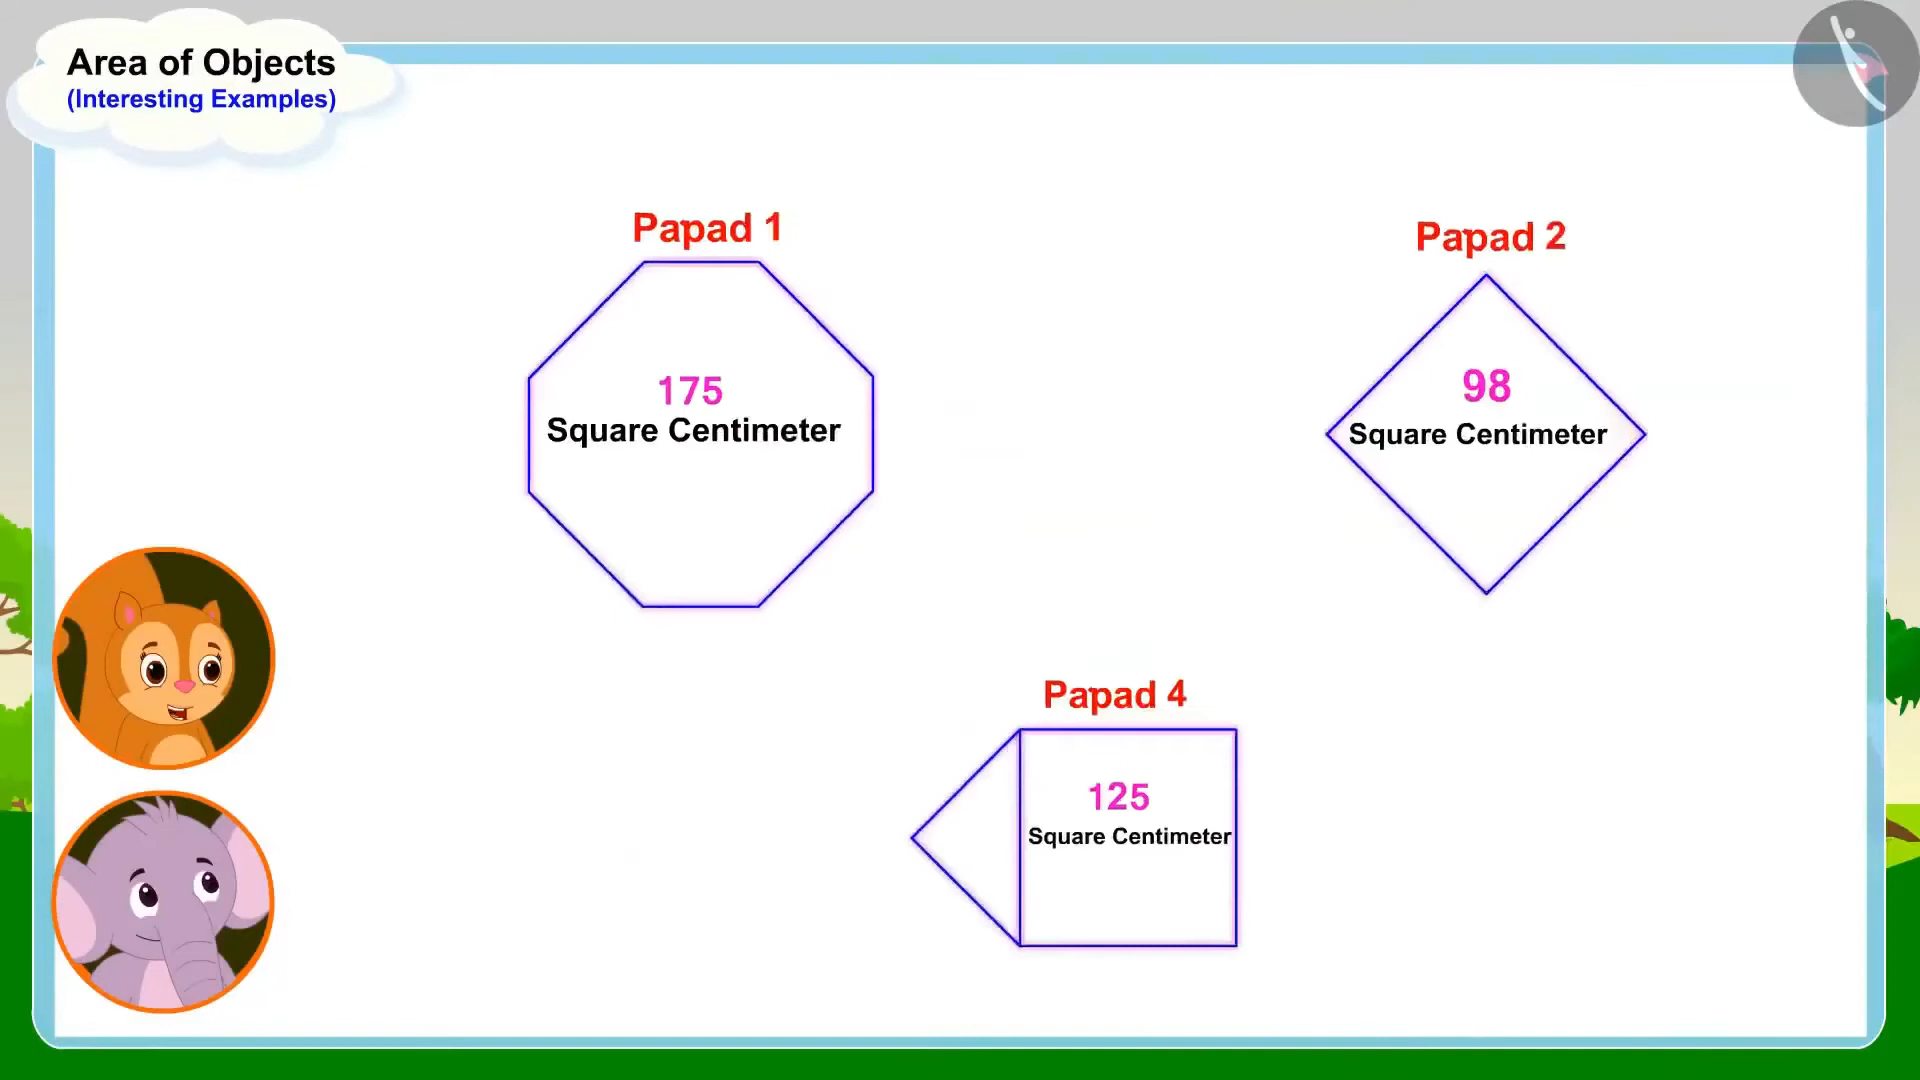 Area of Objects
(Interesting Examples)
Papad 1
175
Square Centimeter
Papad 2
98
Square Centimeter
Papad 4
125
Square Centimeter